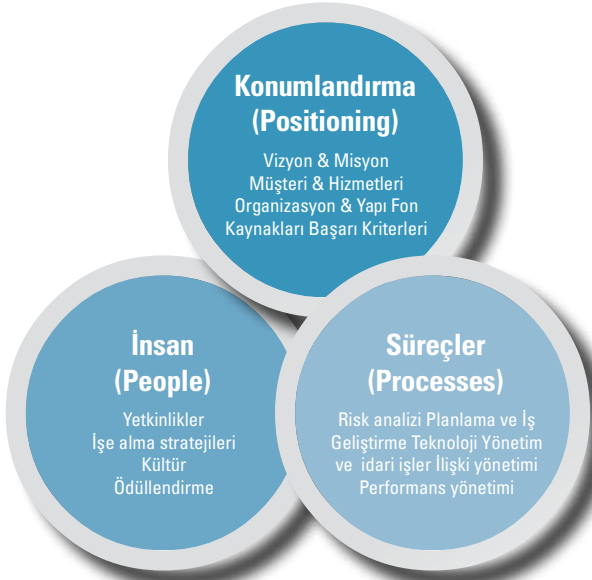 Konumlandırma
(Positioning)
Vizyon & Misyon
Müşteri & Hizmetleri
Organizasyon & Yapı Fon
Kaynakları Başarı Kriterleri
İnsan
(People)
Yetkinlikler
İşe alma stratejileri
Kültür
Ödüllendirme
Süreçler
(Processes)
Risk analizi Planlama ve İş
Geliştirme Teknoloji Yönetim
ve idari işler İlişki yönetimi
Performans yönetimi